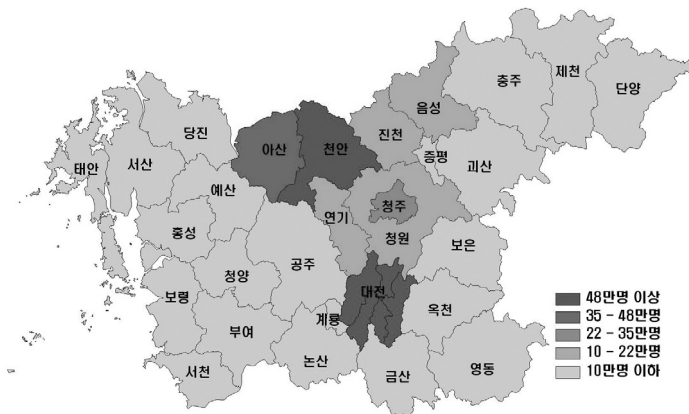 제천
충주
단양
음성
당진
진천
아산
천안
증평
태안
서산
괴산
예산
연기
청주
홍성
청원
보은
공주
청양
대전
보령
48만명 이상
옥천
계룡
35 - 48만명
부여
22 - 35만명
논산
10 - 22만명
서천
영동
금산
10만명 이하